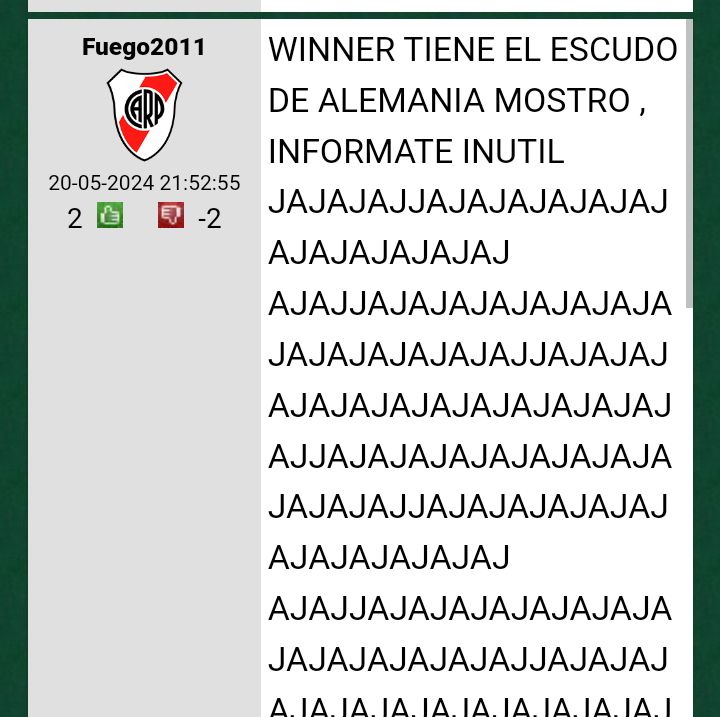 Fuego2011
CARP
20-05-2024 21:52:55
2 -2
WINNER TIENE EL ESCUDO
DE ALEMANIA MOSTRO ,
INFORMATE INUTIL
JAJAJAJJAJAJAJAJAJAJ
AJAJAJAJAJAJ
AJAJJAJAJAJAJAJAJAJA
JAJAJAJAJAJAJJAJAJAJ
AJAJAJAJAJAJAJAJAJAJ
AJJAJAJAJAJAJAJAJAJA
JAJAJAJJAJAJAJAJAJAJ
AJAJAJAJAJAJ
AJAJJAJAJAJAJAJAJAJA
JAJAJAJAJAJAJJAJAJAJ
AJAJAJAJAJAJAJAJAJAJ